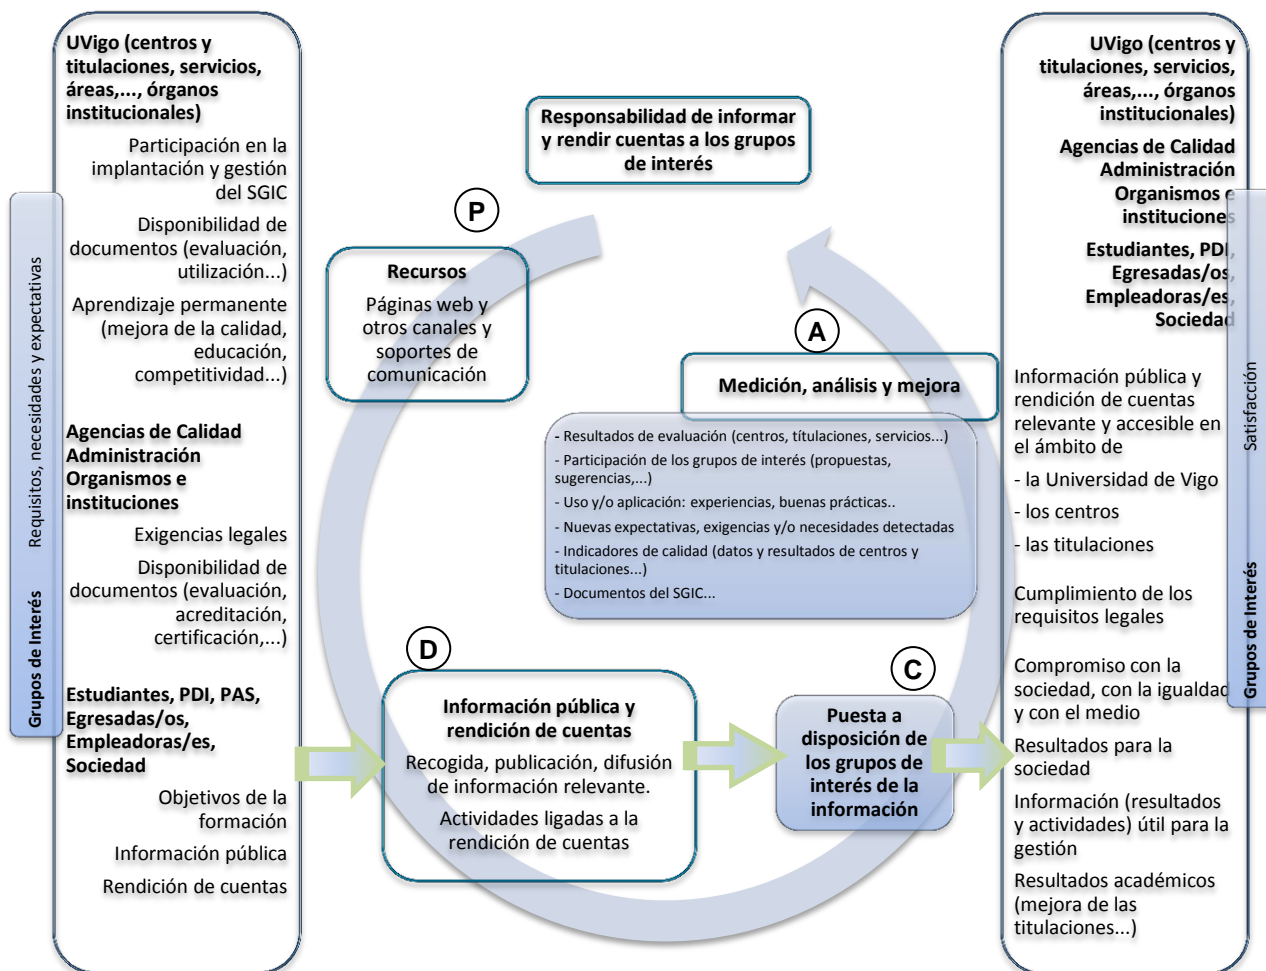 UVigo (centros y
titulaciones, servicios,
áreas,..., órganos
institucionales)
Participación en la
implantación y gestión
del SGIC
Disponibilidad de
documentos (evaluación,
utilización...)
Aprendizaje permanente
(mejora de la calidad,
educación,
competitividad...)
Agencias de Calidad
Administración
Organismos e
instituciones
Exigencias legales
Disponibilidad de
documentos (evaluación,
acreditación,
certificación,...)
Estudiantes, PDI, PAS,
Egresadas/os,
Empleadoras/es,
Sociedad
Objetivos de la
formación
Información pública
Rendición de cuentas
Grupos de Interés Requisitos, necesidades y expectativas
Responsabilidad de informar
y rendir cuentas a los grupos
de interés
P
Recursos
Páginas web y
otros canales y
soportes de
comunicación
A
Medición, análisis y mejora
- Resultados de evaluación (centros, títulaciones, servicios...)
- Participación de los grupos de interés (propuestas,
sugerencias,...)
- Uso y/o aplicación: experiencias, buenas prácticas..
- Nuevas expectativas, exigencias y/o necesidades detectadas
- Indicadores de calidad (datos y resultados de centros y
titulaciones...)
- Documentos del SGIC...
D
Información pública y
rendición de cuentas
Recogida, publicación, difusión
de información relevante.
Actividades ligadas a la
rendición de cuentas
C
Puesta a
disposición de
los grupos de
interés de la
información
UVigo (centros y
titulaciones, servicios,
áreas,..., órganos
institucionales)
Agencias de Calidad
Administración
Organismos e
instituciones
Estudiantes, PDI,
Egresadas/os,
Empleadoras/es,
Sociedad
Información pública y
rendición de cuentas
relevante y accesible en
el ámbito de
- la Universidad de Vigo
- los centros
- las titulaciones
Cumplimiento de los
requisitos legales
Compromiso con la
sociedad, con la igualdad
y con el medio
Resultados para la
sociedad
Información (resultados
y actividades) útil para la
gestión
Resultados académicos
(mejora de las
titulaciones...)
Grupos de Interés Satisfacción